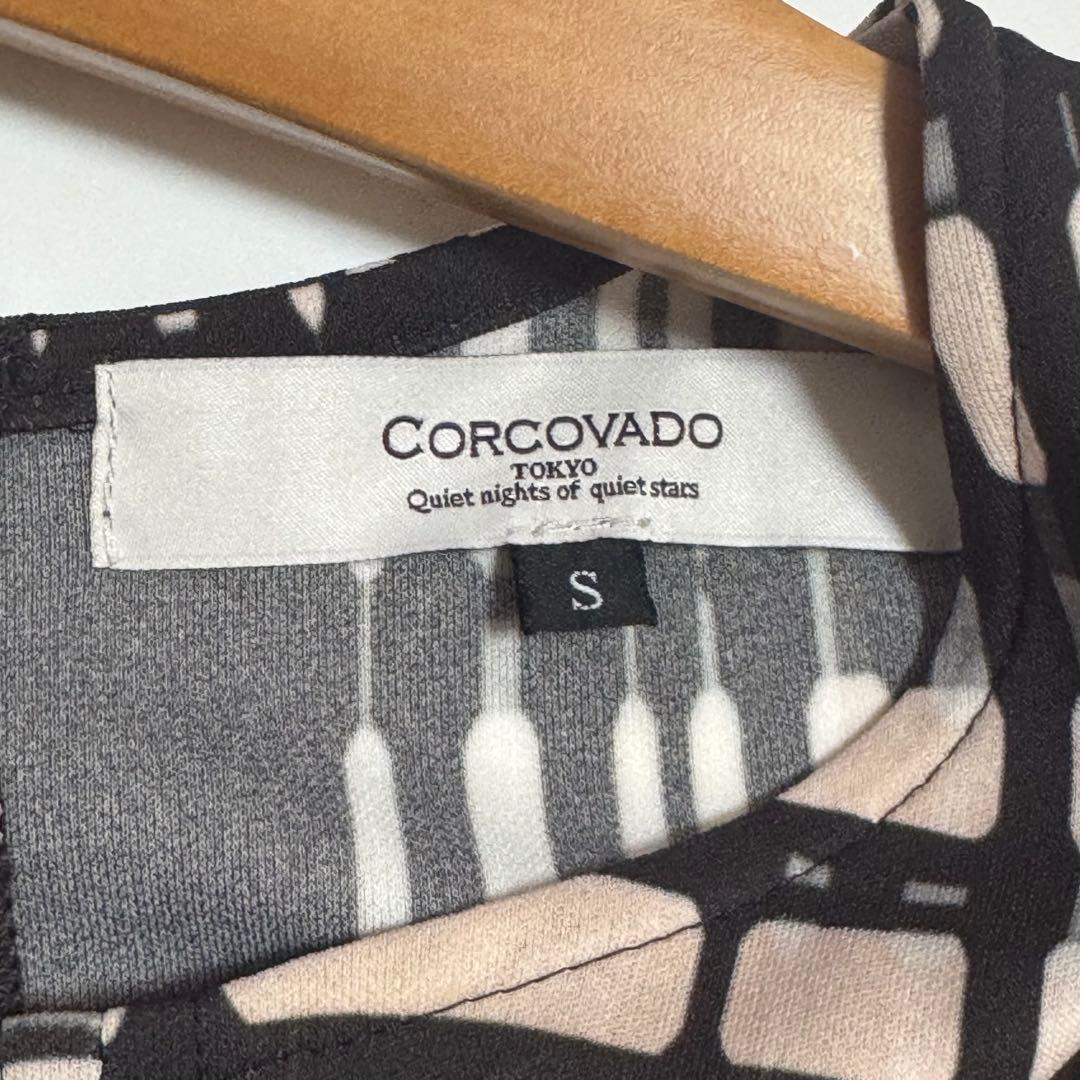 CORCOVADO
TOKYO
Quiet nights of quiet stars
S